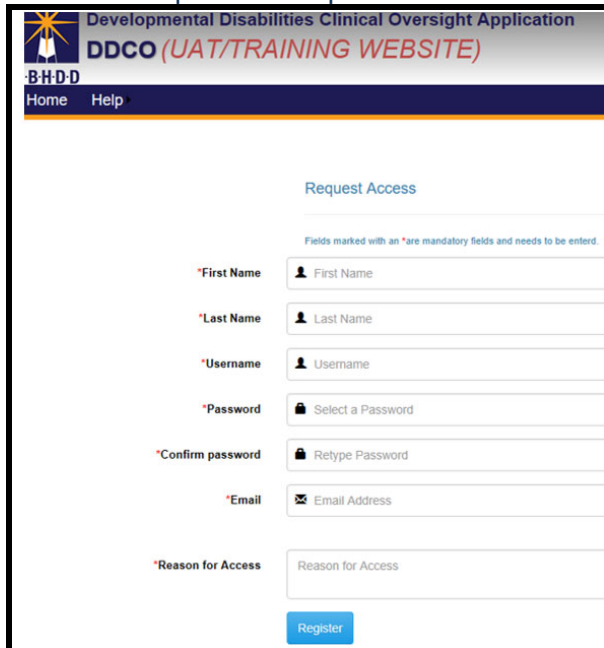 Developmental Disabilities Clinical Oversight Application
DDCO (UAT/TRAINING WEBSITE)
·B·H·D·D
Home Help
Request Access
Fields marked with an *are mandatory fields and needs to be enterd.
*First Name First Name
*Last Name Last Name
*Username Username
*Password Select a Password
*Confirm password Retype Password
*Email Email Address
*Reason for Access Reason for Access
Register